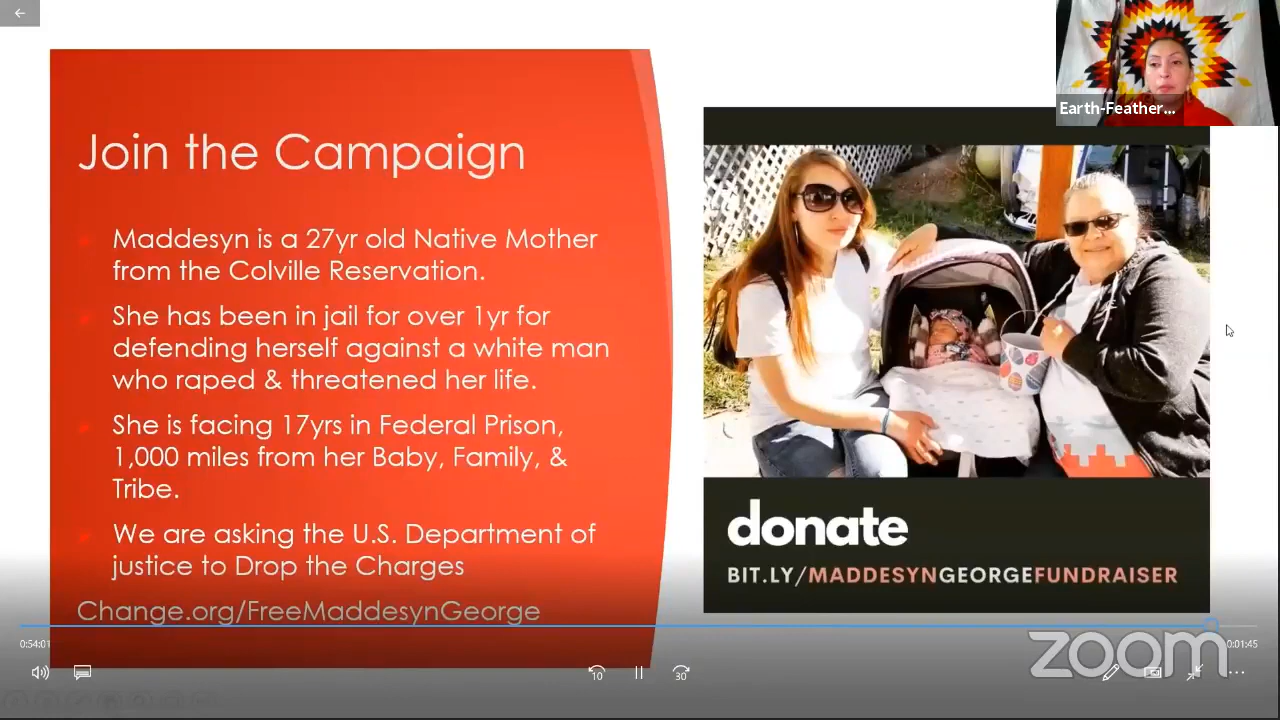 Earth-Feather...
Join the Campaign
Maddesyn is a 27yr old Native Mother
from the Colville Reservation.
She has been in jail for over 1yr for
defending herself against a white man
who raped & threatened her life.
She is facing 17yrs in Federal Prison,
1,000 miles from her Baby, Family, &
Tribe.
We are asking the U.S. Department of
justice to Drop the Charges
Change.org/FreeMaddesynGeorge
donate
BIT.LY/MADDESYNGEORGEFUNDRAISER
0:54:01
0:01:45
zoom
10
30